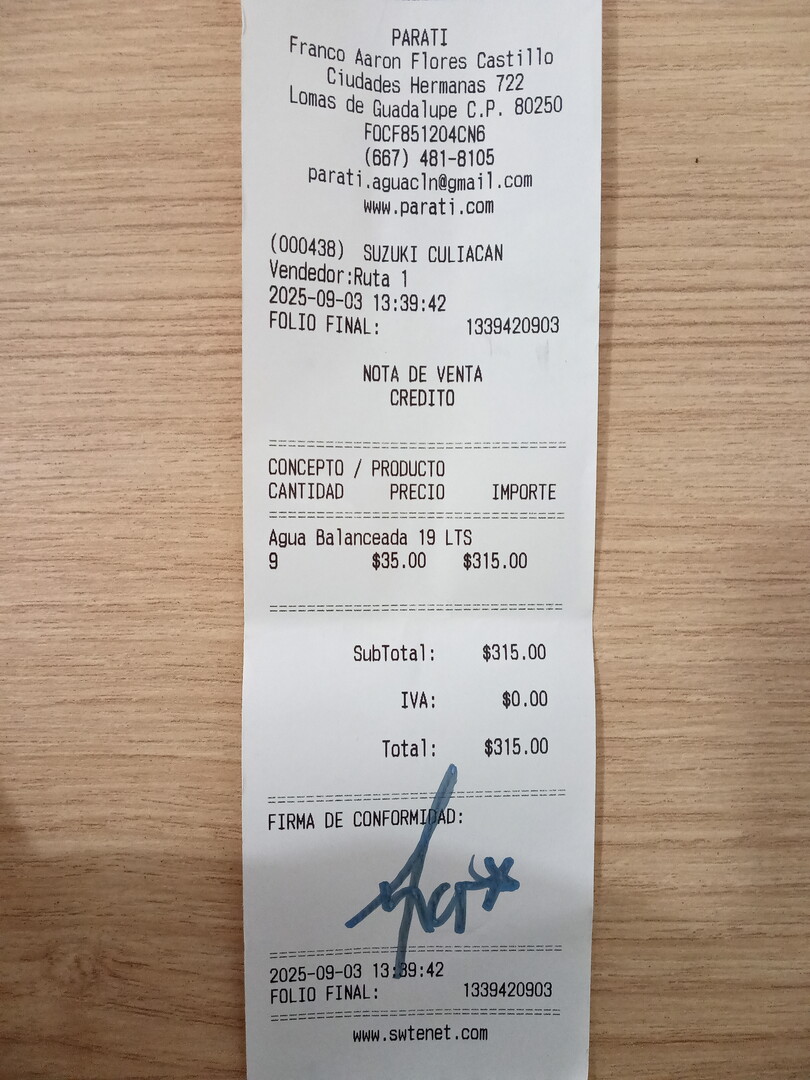 PARATI
Franco Aaron Flores Castillo
Ciudades Hermanas 722
Lomas de Guadalupe C.P. 80250
FOCF851204CN6
(667) 481-8105
parati.aguacln@gmail.com
www.parati.com
(000438) SUZUKI CULIACAN
Vendedor:Ruta 1
2025-09-03 13:39:42
FOLIO FINAL: 1339420903
NOTA DE VENTA
CREDITO
CONCEPTO / PRODUCTO
CANTIDAD PRECIO IMPORTE
Agua Balanceada 19 LTS
9 $35.00 $315.00
SubTotal: $315.00
IVA: $0.00
Total: $315.00
FIRMA DE CONFORMIDAD:
2025-09-03 13:39:42
FOLIO FINAL: 1339420903
www.swtenet.com